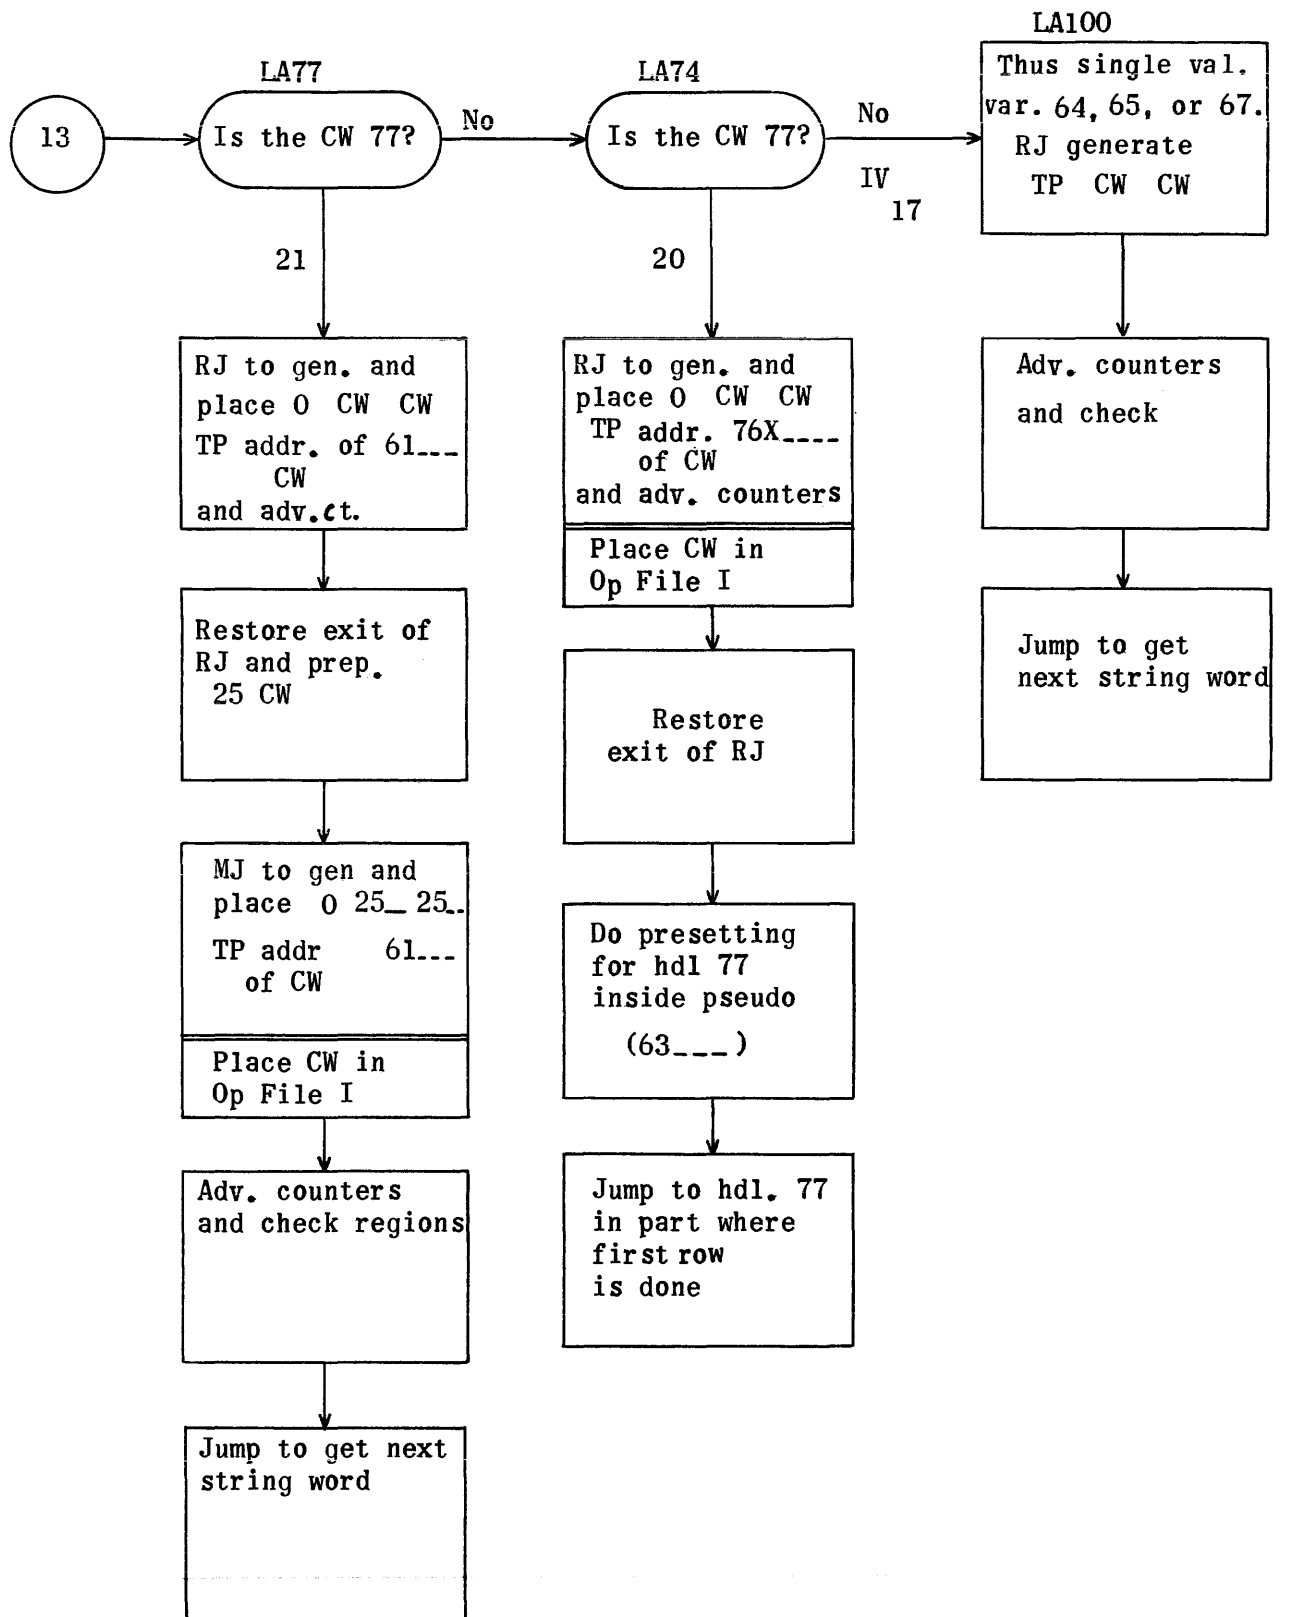 LA100
LA77
LA74
13
Is the CW 77?
No
Is the CW 77?
No
IV
17
Thus single val.
var. 64, 65, or 67.
RJ generate
TP CW CW
21
20
RJ to gen. and
place 0 CW CW
TP addr. of 61___
CW
and adv.ct.
RJ to gen. and
place 0 CW CW
TP addr. 76X____
of CW
and adv. counters
Place CW in
Op File I
Adv. counters
and check
Restore exit of
RJ and prep.
25 CW
Restore
exit of RJ
Jump to get
next string word
MJ to gen and
place 0 25_ 25..
TP addr 61___
of CW
Place CW in
Op File I
Do presetting
for hdl 77
inside pseudo
(63___)
Adv. counters
and check regions
Jump to hdl. 77
in part where
first row
is done
Jump to get next
string word